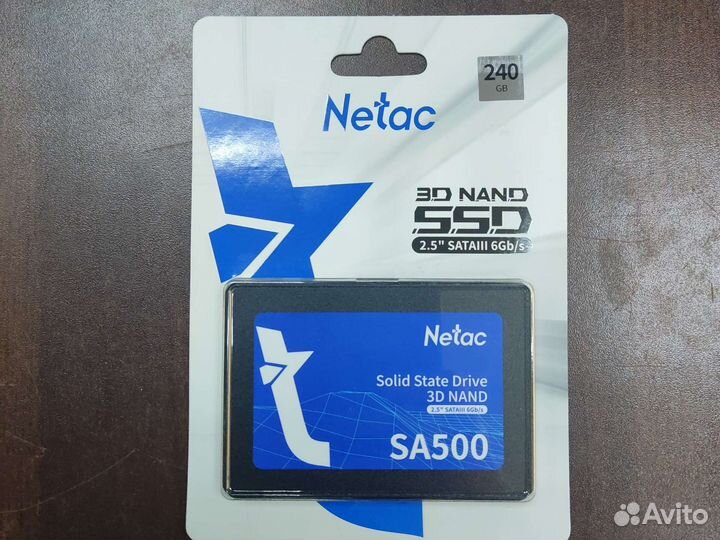 240
GB
Netac
3D NAND
SSD
2.5" SATAIII 6Gb/s
Netac
Solid State Drive
3D NAND
2.5" SATAIII 6Gb/s
SA500
Avito